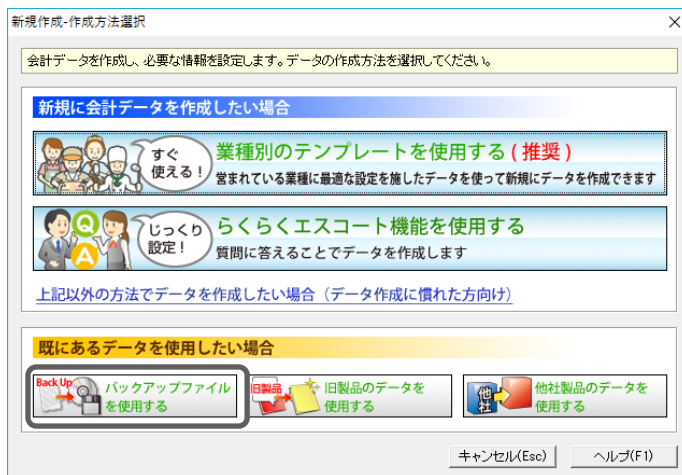 新規作成-作成方法選択
会計データを作成し、必要な情報を設定します。データの作成方法を選択してください。
新規に会計データを作成したい場合
すぐ
使える！
業種別のテンプレートを使用する(推奨)
営まれている業種に最適な設定を施したデータを使って新規にデータを作成できます
Q
A
じっくり
設定！
らくらくエスコート機能を使用する
質問に答えることでデータを作成します
上記以外の方法でデータを作成したい場合（データ作成に慣れた方向け）
既にあるデータを使用したい場合
Back Up
バックアップファイル
を使用する
旧製品
旧製品のデータを
使用する
他社
他社製品のデータを
使用する
キャンセル(Esc)
ヘルプ(F1)